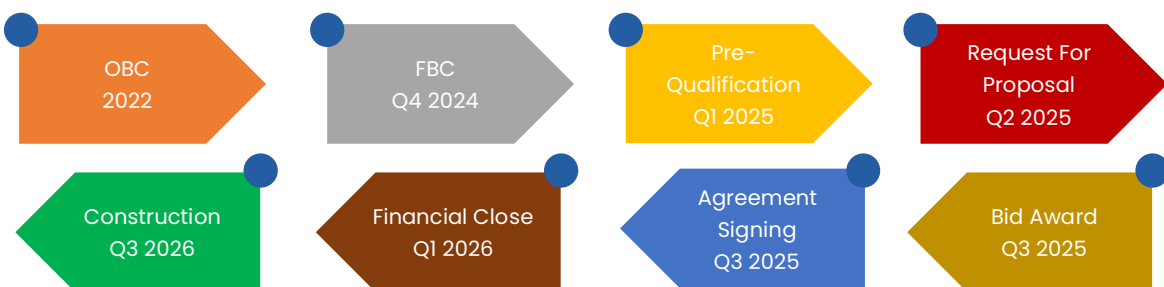 OBC
2022
FBC
Q4 2024
Pre-
Qualification
Q1 2025
Request For
Proposal
Q2 2025
Construction
Q3 2026
Financial Close
Q1 2026
Agreement
Signing
Q3 2025
Bid Award
Q3 2025